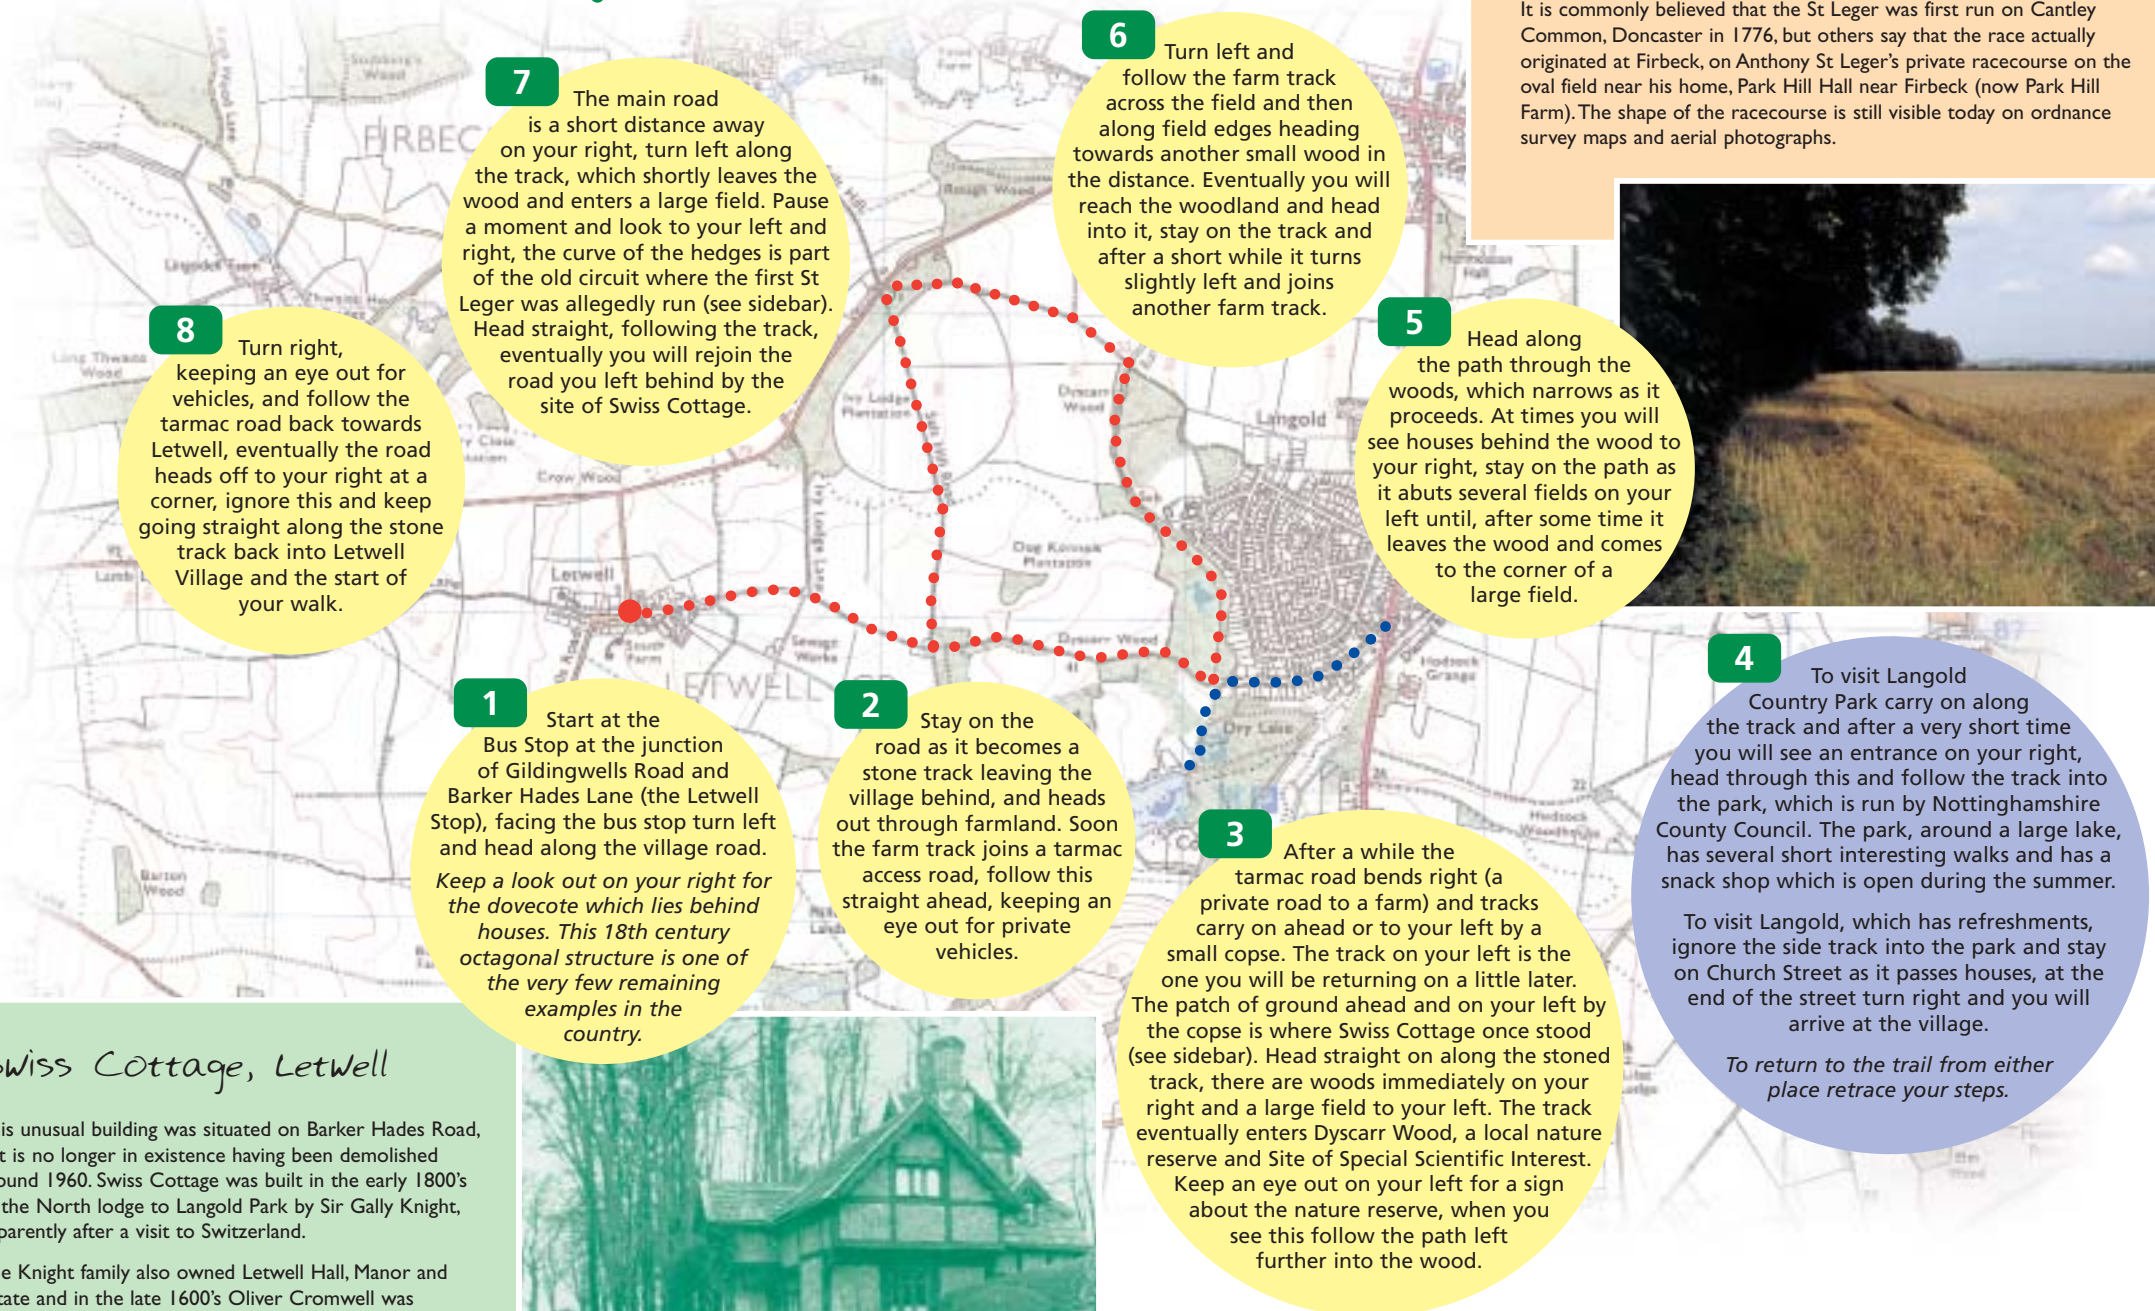 It is commonly believed that the St Leger was first run on Cantley
Common, Doncaster in 1776, but others say that the race actually
originated at Firbeck, on Anthony St Leger's private racecourse on the
oval field near his home, Park Hill Hall near Firbeck (now Park Hill
Farm). The shape of the racecourse is still visible today on ordnance
survey maps and aerial photographs.
6
Turn left and
follow the farm track
across the field and then
along field edges heading
towards another small wood in
the distance. Eventually you will
reach the woodland and head
into it, stay on the track and
after a short while it turns
slightly left and joins
another farm track.
7
The main road
is a short distance away
on your right, turn left along
the track, which shortly leaves the
wood and enters a large field. Pause
a moment and look to your left and
right, the curve of the hedges is part
of the old circuit where the first St
Leger was allegedly run (see sidebar).
Head straight, following the track,
eventually you will rejoin the
road you left behind by the
site of Swiss Cottage.
8
Turn right,
keeping an eye out for
vehicles, and follow the
tarmac road back towards
Letwell, eventually the road
heads off to your right at a
corner, ignore this and keep
going straight along the stone
track back into Letwell
Village and the start of
your walk.
5
Head along
the path through the
woods, which narrows as it
proceeds. At times you will
see houses behind the wood to
your right, stay on the path as
it abuts several fields on your
left until, after some time it
leaves the wood and comes
to the corner of a
large field.
Rough Wood
Long Thwaite
Wood
Ivy Lodge
Plantation
Dyscarr
Wood
Langold
Crow Wood
Ivy Lodge Lane
Dog Kennels
Plantation
Letwell
South
Farm
Sewage
Works
Dyscarr Wood
41
LETWELL CP
Dry Lake
Hodsock
Grange
Hodsock
Woodhouse
Barton
Wood
1
Start at the
Bus Stop at the junction
of Gildingwells Road and
Barker Hades Lane (the Letwell
Stop), facing the bus stop turn left
and head along the village road.
Keep a look out on your right for
the dovecote which lies behind
houses. This 18th century
octagonal structure is one of
the very few remaining
examples in the
country.
2
Stay on the
road as it becomes a
stone track leaving the
village behind, and heads
out through farmland. Soon
the farm track joins a tarmac
access road, follow this
straight ahead, keeping an
eye out for private
vehicles.
3
After a while the
tarmac road bends right (a
private road to a farm) and tracks
carry on ahead or to your left by a
small copse. The track on your left is the
one you will be returning on a little later.
The patch of ground ahead and on your left by
the copse is where Swiss Cottage once stood
(see sidebar). Head straight on along the stoned
track, there are woods immediately on your
right and a large field to your left. The track
eventually enters Dyscarr Wood, a local nature
reserve and Site of Special Scientific Interest.
Keep an eye out on your left for a sign
about the nature reserve, when you
see this follow the path left
further into the wood.
4
To visit Langold
Country Park carry on along
the track and after a very short time
you will see an entrance on your right,
head through this and follow the track into
the park, which is run by Nottinghamshire
County Council. The park, around a large lake,
has several short interesting walks and has a
snack shop which is open during the summer.
To visit Langold, which has refreshments,
ignore the side track into the park and stay
on Church Street as it passes houses, at the
end of the street turn right and you will
arrive at the village.
To return to the trail from either
place retrace your steps.
wiss Cottage, Letwell
is unusual building was situated on Barker Hades Road,
t is no longer in existence having been demolished
ound 1960. Swiss Cottage was built in the early 1800's
the North lodge to Langold Park by Sir Gally Knight,
parently after a visit to Switzerland.
e Knight family also owned Letwell Hall, Manor and
tate and in the late 1600's Oliver Cromwell was